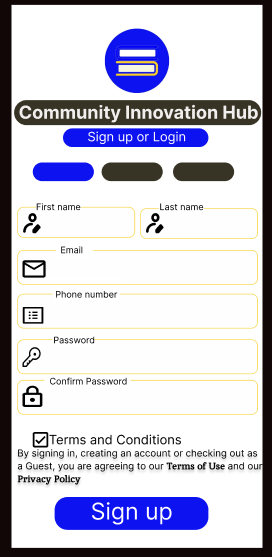 Community Innovation Hub
Sign up or Login
First name
Last name
Email
Phone number
Password
Confirm Password
Terms and Conditions
By signing in, creating an account or checking out as
a Guest, you are agreeing to our Terms of Use and our
Privacy Policy
Sign up